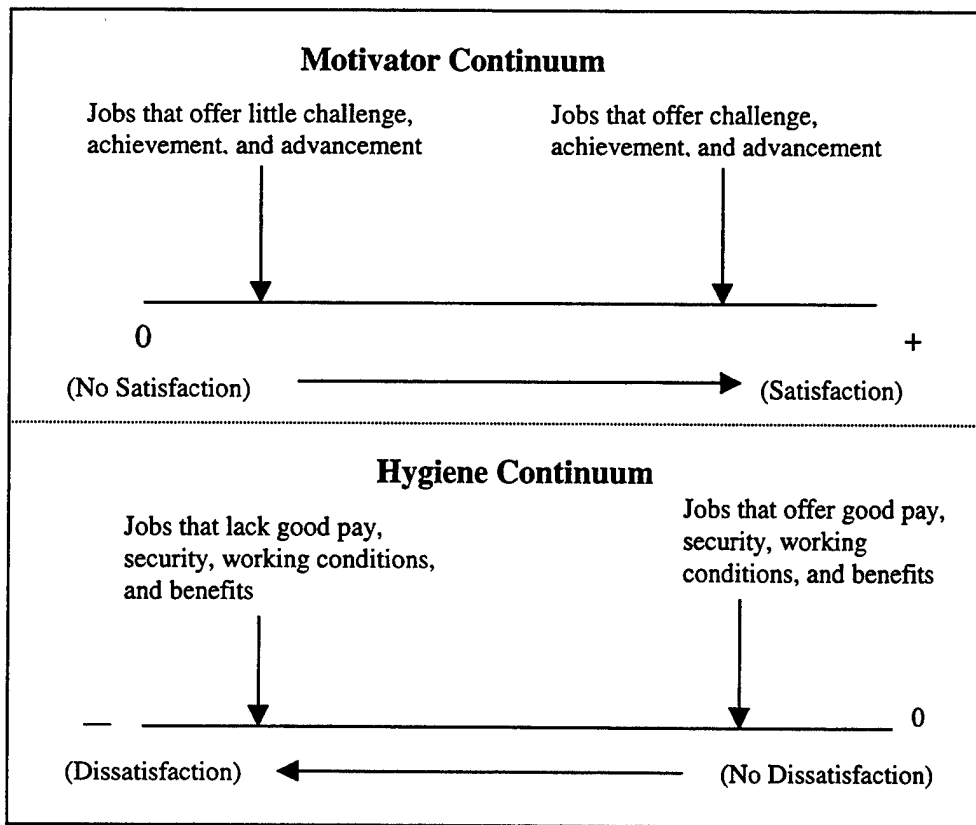 Motivator Continuum
Jobs that offer little challenge,
achievement. and advancement
Jobs that offer challenge,
achievement. and advancement
0
+
(No Satisfaction)
(Satisfaction)
Hygiene Continuum
Jobs that lack good pay,
security, working conditions,
and benefits
Jobs that offer good pay,
security, working
conditions, and benefits
—
0
(Dissatisfaction)
(No Dissatisfaction)